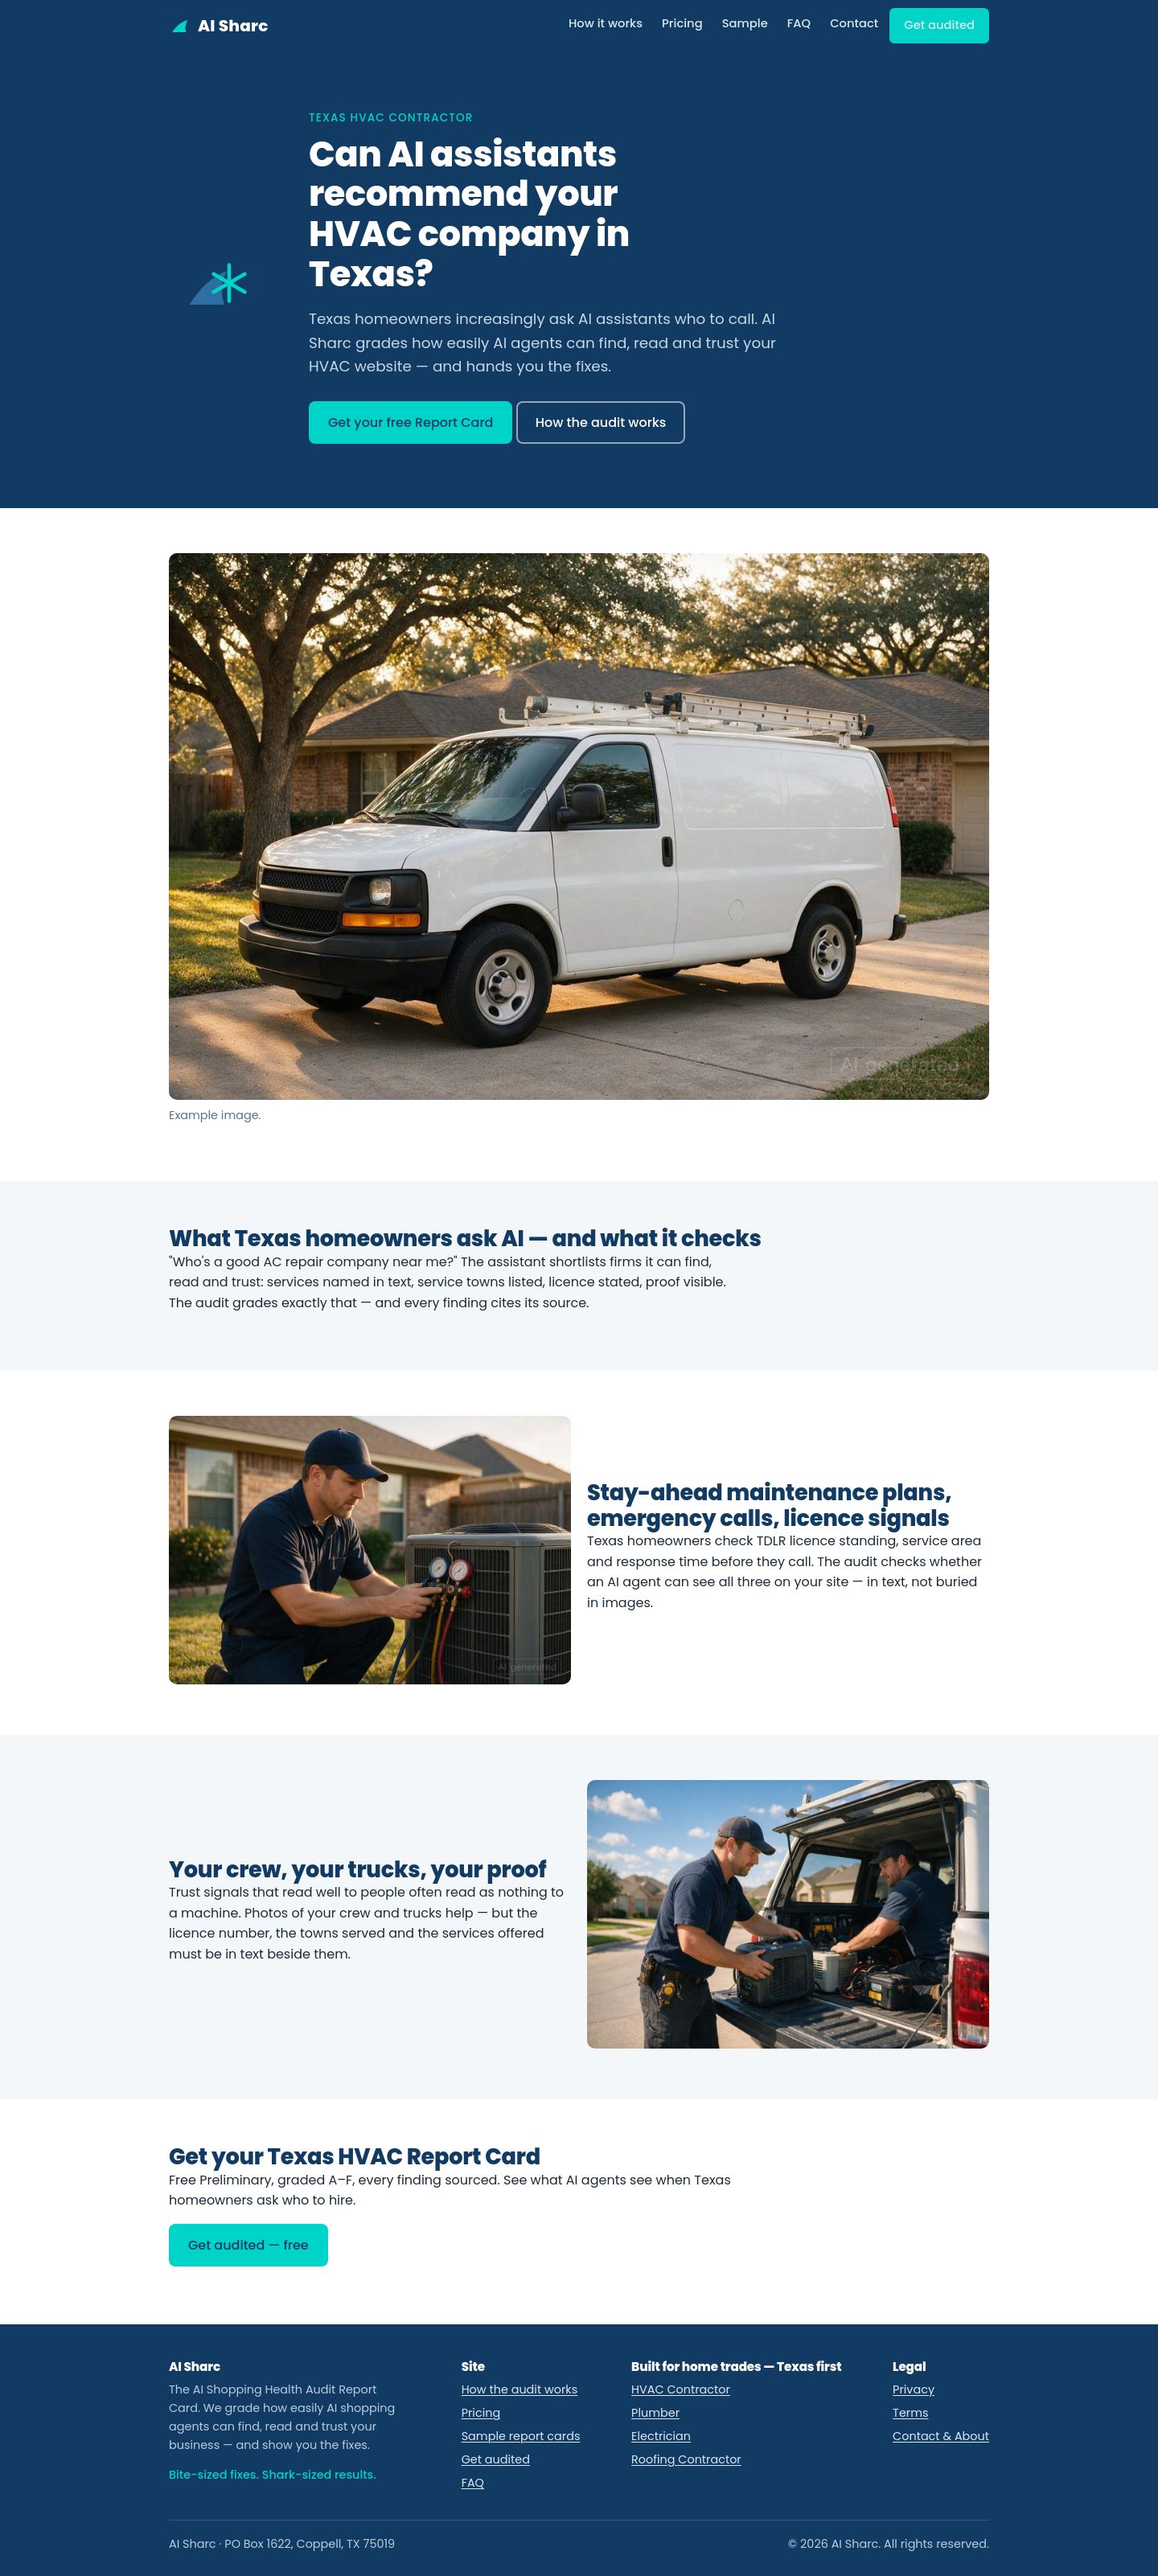 AI Sharc
How it works
Pricing
Sample
FAQ
Contact
Get audited
TEXAS HVAC CONTRACTOR
Can AI assistants
recommend your
HVAC company in
Texas?
Texas homeowners increasingly ask AI assistants who to call. AI
Sharc grades how easily AI agents can find, read and trust your
HVAC website — and hands you the fixes.
Get your free Report Card
How the audit works
AI generated
Example image.
What Texas homeowners ask AI — and what it checks
"Who's a good AC repair company near me?" The assistant shortlists firms it can find,
read and trust: services named in text, service towns listed, licence stated, proof visible.
The audit grades exactly that — and every finding cites its source.
AI generated
Stay-ahead maintenance plans,
emergency calls, licence signals
Texas homeowners check TDLR licence standing, service area
and response time before they call. The audit checks whether
an AI agent can see all three on your site — in text, not buried
in images.
Your crew, your trucks, your proof
Trust signals that read well to people often read as nothing to
a machine. Photos of your crew and trucks help — but the
licence number, the towns served and the services offered
must be in text beside them.
Get your Texas HVAC Report Card
Free Preliminary, graded A–F, every finding sourced. See what AI agents see when Texas
homeowners ask who to hire.
Get audited — free
AI Sharc
The AI Shopping Health Audit Report
Card. We grade how easily AI shopping
agents can find, read and trust your
business — and show you the fixes.
Bite-sized fixes. Shark-sized results.
Site
How the audit works
Pricing
Sample report cards
Get audited
FAQ
Built for home trades — Texas first
HVAC Contractor
Plumber
Electrician
Roofing Contractor
Legal
Privacy
Terms
Contact & About
AI Sharc · PO Box 1622, Coppell, TX 75019
© 2026 AI Sharc. All rights reserved.